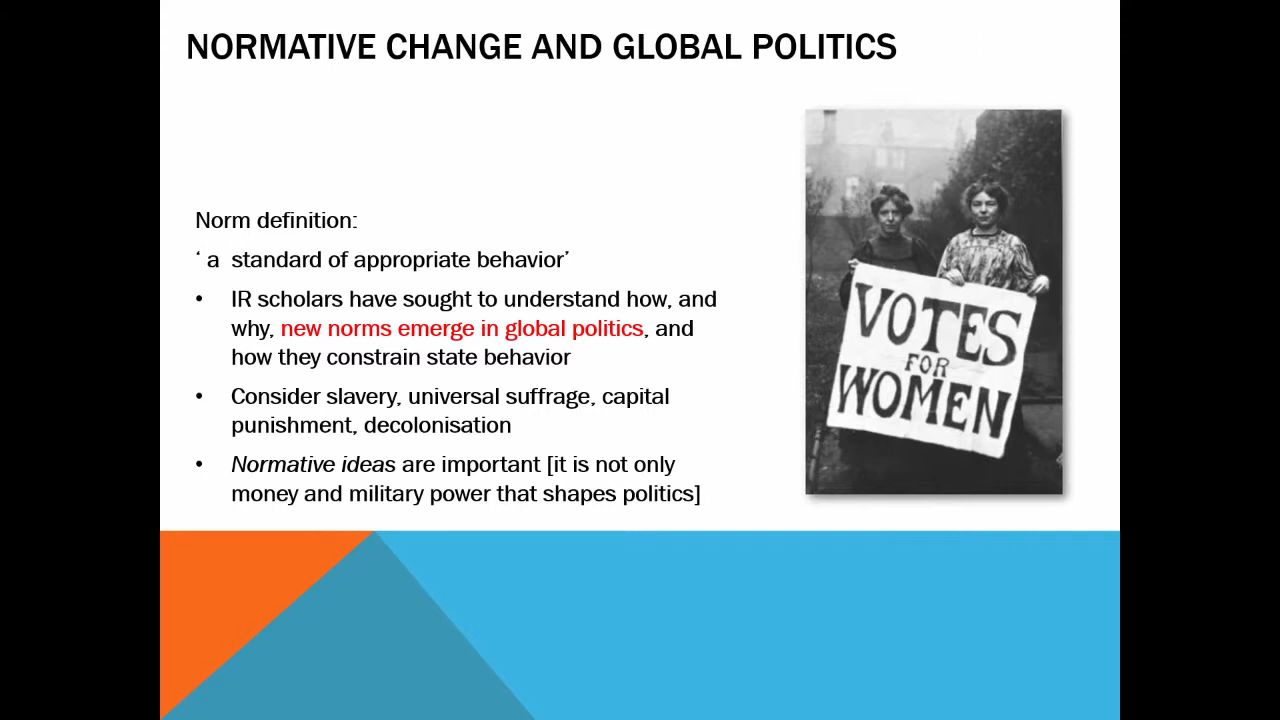 NORMATIVE CHANGE AND GLOBAL POLITICS
Norm definition:
‘ a  standard of appropriate behavior’
• IR scholars have sought to understand how, and
why, new norms emerge in global politics, and
how they constrain state behavior
• Consider slavery, universal suffrage, capital
punishment, decolonisation
• Normative ideas are important [it is not only
money and military power that shapes politics]
VOTES
FOR
WOMEN